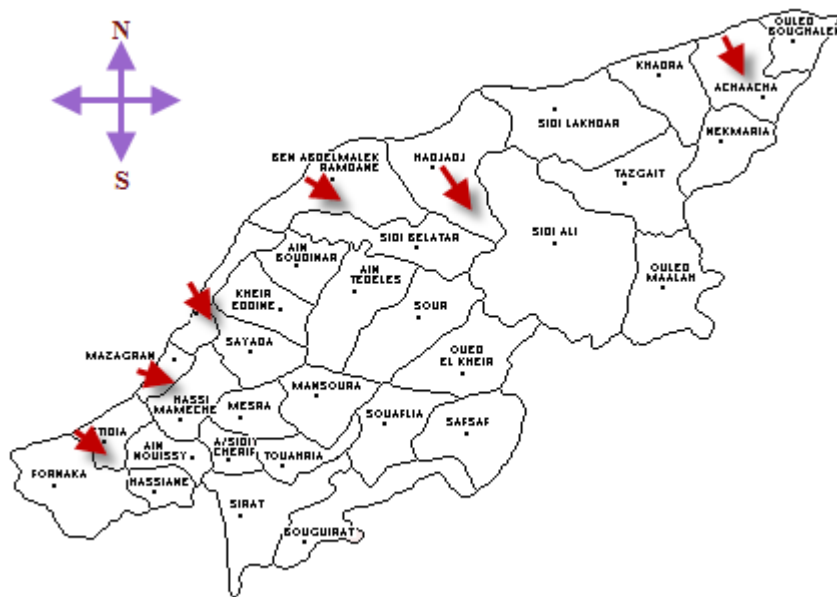 N
S
OULED
BOUGHALEM
KHADRA
ACHAACHA
SIDI LAKHDAR
NEKMARIA
BEN ABDELMALEK
RAMDANE
HADJADJ
TAZGAIT
SIDI BELATAR
SIDI ALI
AIN
BOUDINAR
AIN
TEDELES
OULED
MAALAH
KHEIR
EDDINE
SOUR
SAYADA
MAZAGRAN
OUED
EL KHEIR
MANSOURA
HASSI
MAMECHE
MESRA
SOUAFLIA
SAFSAF
TIDIA
AIN
NOUISSY
A/SIDI
CHERIF
TOUAHRIA
FORNAKA
HASSIANE
SIRAT
BOUGUIRAT